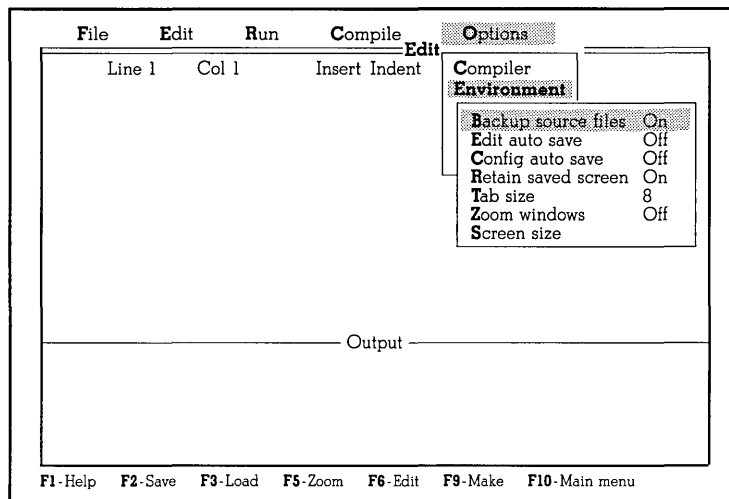 File Edit Run Compile Options
Edit
Line 1 Col 1 Insert Indent
Compiler
Environment
Backup source files On
Edit auto save Off
Config auto save Off
Retain saved screen On
Tab size 8
Zoom windows Off
Screen size
Output
F1-Help F2-Save F3-Load F5-Zoom F6-Edit F9-Make F10-Main menu